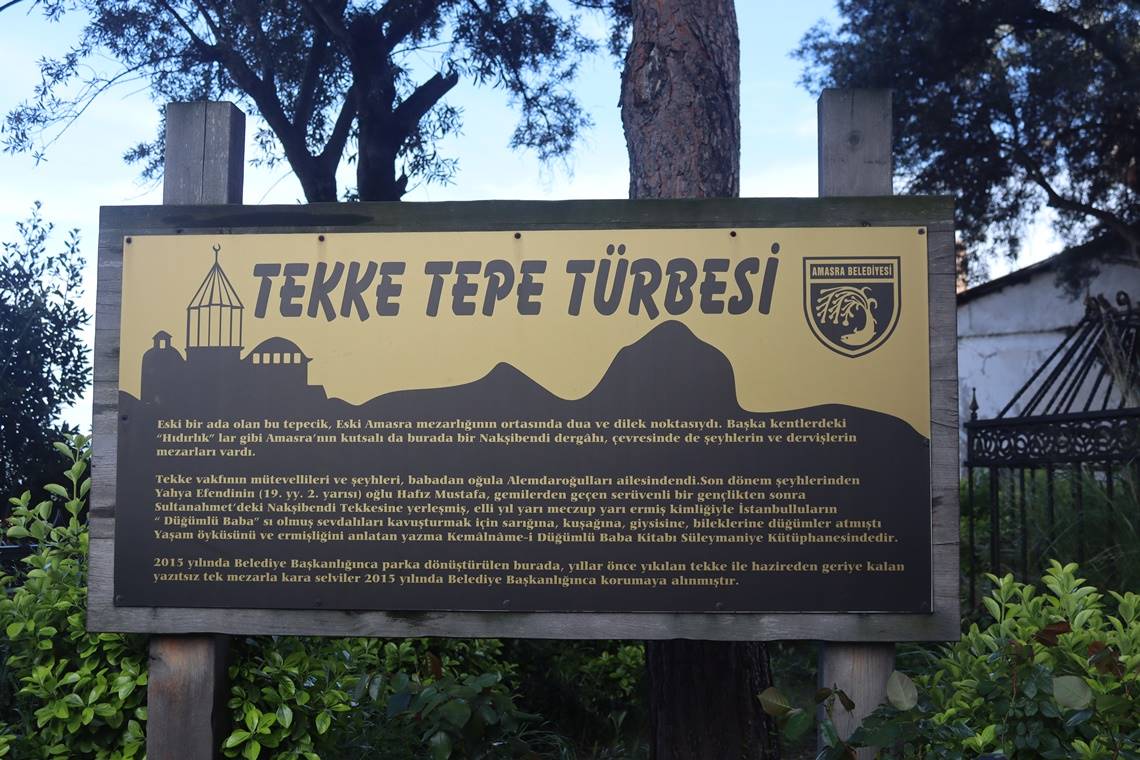 TEKKE TEPE TÜRBESİ
AMASRA BELEDİYESİ
Eski bir ada olan bu tepecik, Eski Amasra mezarlığının ortasında dua ve dilek noktasıydı. Başka kentlerdeki
“Hıdırlık” lar gibi Amasra’nın kutsalı da burada bir Nakşibendi dergâhı, çevresinde de şeyhlerin ve dervişlerin
mezarları vardı.
Tekke vakfının mütevellileri ve şeyhleri, babadan oğula Alemdaroğulları ailesindendi.Son dönem şeyhlerinden
Yahya Efendinin (19. yy. 2. yarısı) oğlu Hafız Mustafa, gemilerden geçen serüvenli bir gençlikten sonra
Sultanahmet’deki Nakşibendi Tekkesine yerleşmiş, elli yıl yarı meczup yarı ermiş kimliğiyle İstanbulluların
“ Düğümlü Baba” sı olmuş sevdalıları kavuşturmak için sarığına, kuşağına, giysisine, bileklerine düğümler atmıştı
Yaşam öyküsünü ve ermişliğini anlatan yazma Kemâlnâme-i Düğümlü Baba Kitabı Süleymaniye Kütüphanesindedir.
2015 yılında Belediye Başkanlığınca parka dönüştürülen burada, yıllar önce yıkılan tekke ile hazireden geriye kalan
yazıtsız tek mezarla kara selviler 2015 yılında Belediye Başkanlığınca korumaya alınmıştır.